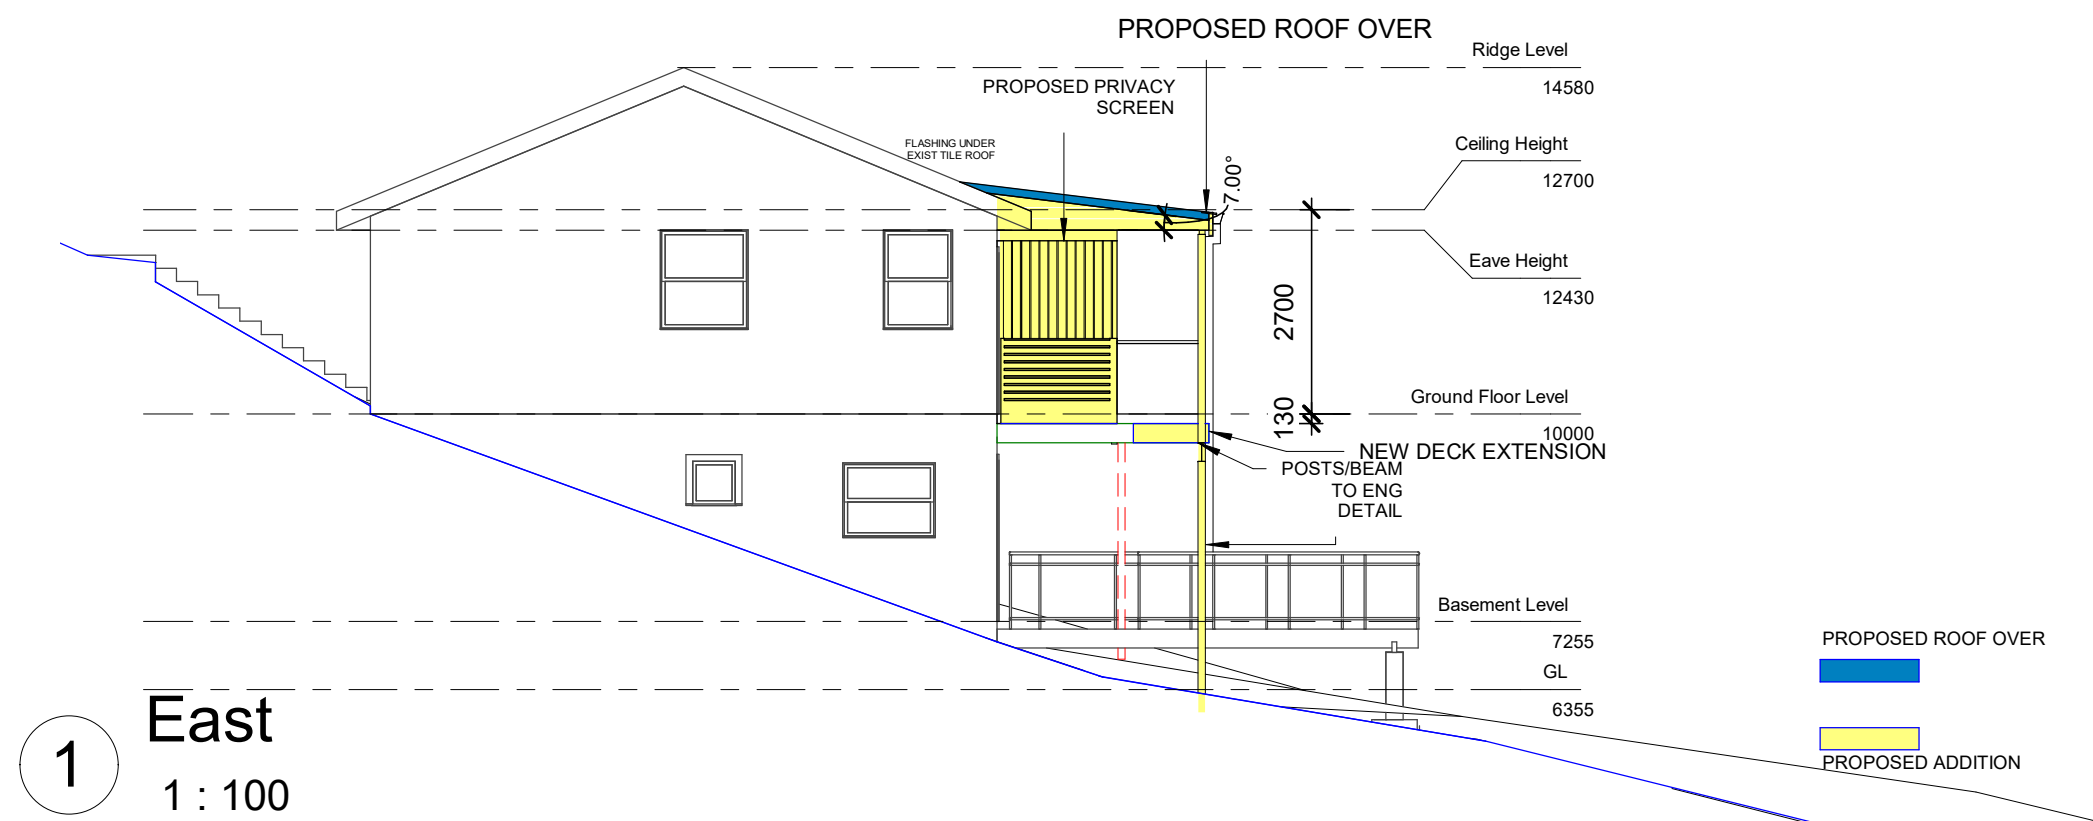 PROPOSED ROOF OVER
Ridge Level
14580
PROPOSED PRIVACY
SCREEN
FLASHING UNDER
EXIST TILE ROOF
Ceiling Height
12700
7.00°
Eave Height
12430
2700
Ground Floor Level
10000
130
NEW DECK EXTENSION
POSTS/BEAM
TO ENG
DETAIL
Basement Level
7255
GL
6355
PROPOSED ROOF OVER
PROPOSED ADDITION
1
East
1 : 100